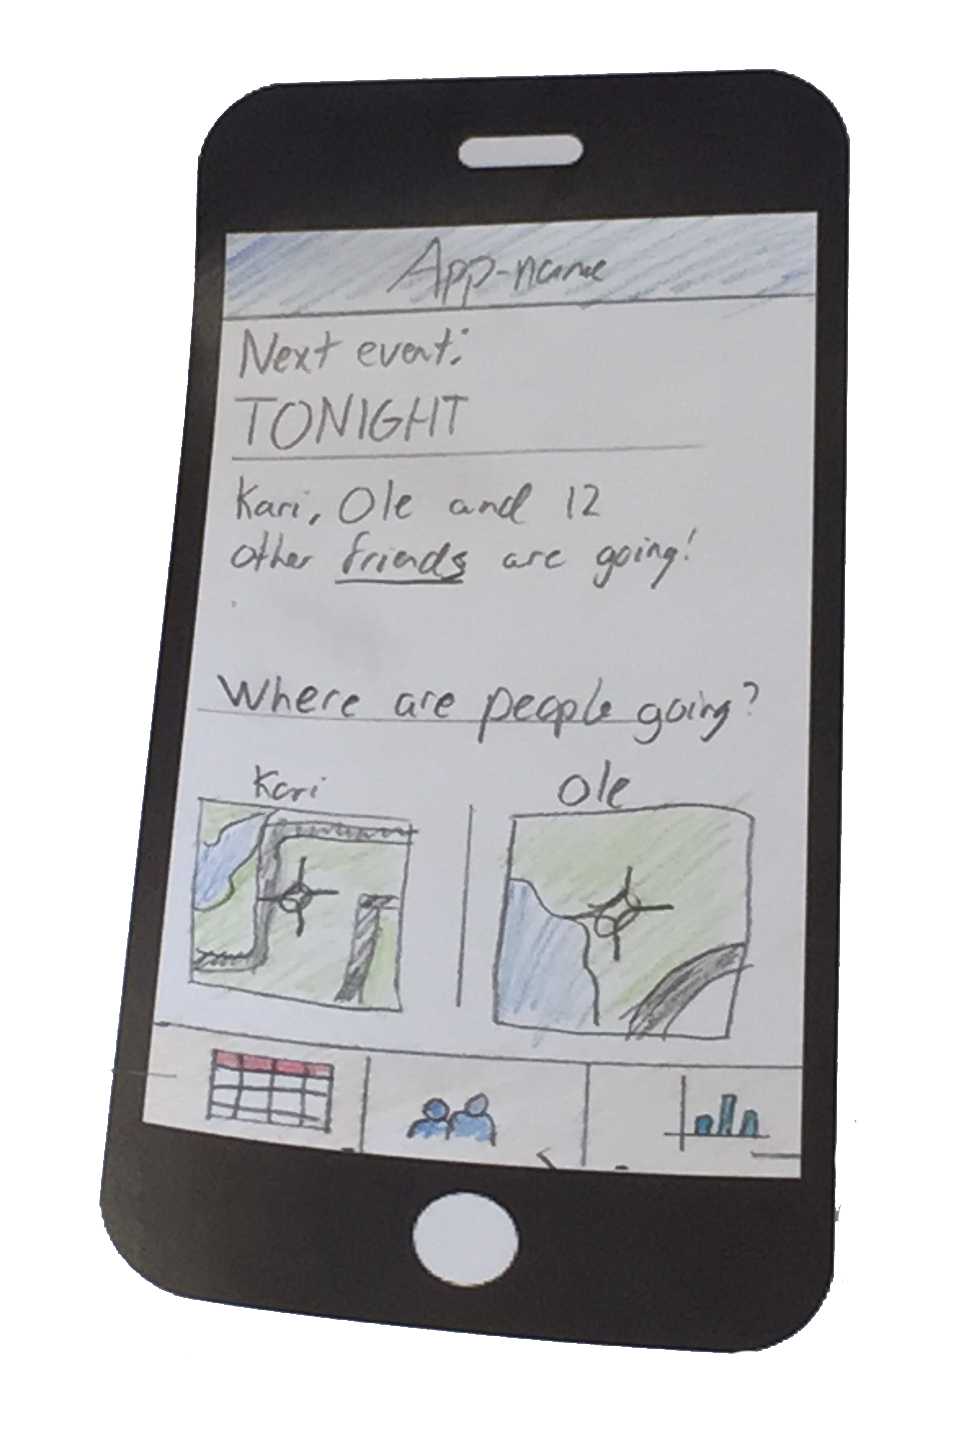 App-name
Next event:
TONIGHT
Kari, Ole and 12
other friends are going!
Where are people going?
Kari
Ole